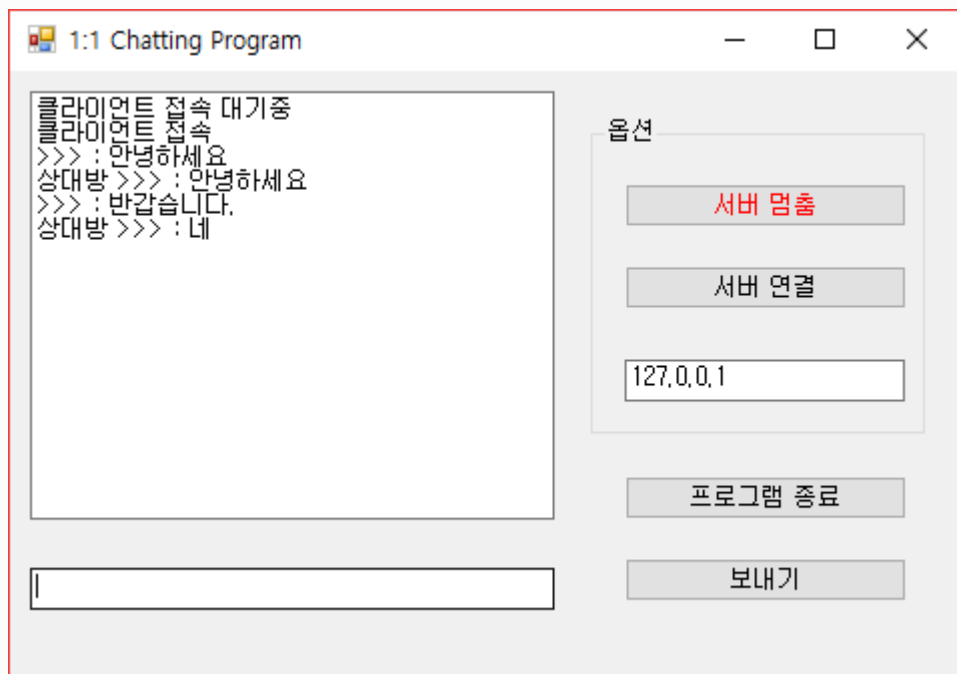 1:1 Chatting Program
클라이언트 접속 대기중
클라이언트 접속
>>> : 안녕하세요
상대방 >>> : 안녕하세요
>>> : 반갑습니다.
상대방 >>> : 네
옵션
서버 멈춤
서버 연결
127.0.0.1
프로그램 종료
보내기